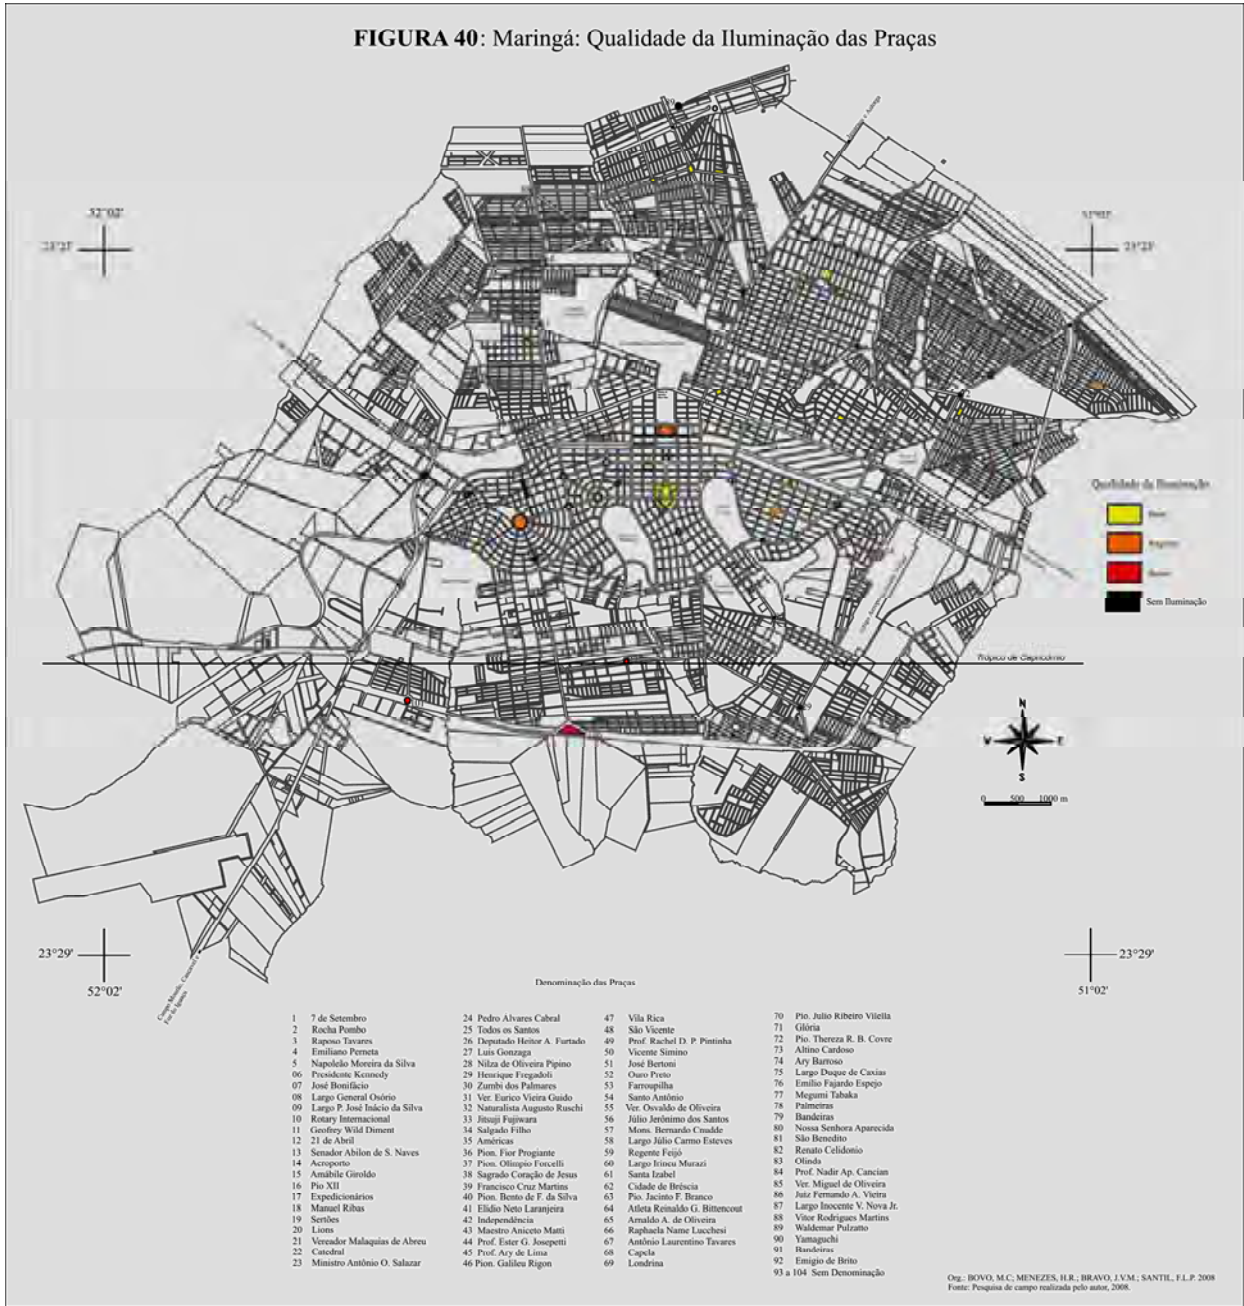 FIGURA 40: Maringá: Qualidade da Iluminação das Praças
52°02'
23°23'
Qualidade da Iluminação
Sem Iluminação
Trópico de Capricórnio
N
S
0 500 1000 m
23°29'
52°02'
23°29'
51°02'
Denominação das Praças
1 7 de Setembro
2 Rocha Pombo
3 Raposo Tavares
4 Emiliano Perneta
5 Napoleão Moreira da Silva
06 Presidente Kennedy
07 José Bonifácio
08 Largo General Osório
09 Largo P. José Inácio da Silva
10 Rotary Internacional
11 Geofrey Wild Diment
12 21 de Abril
13 Senador Abilon de S. Naves
14 Aeroporto
15 Amábile Giroldo
16 Pio XII
17 Expedicionários
18 Manuel Ribas
19 Sertões
20 Lions
21 Vereador Malaquias de Abreu
22 Catedral
23 Ministro Antônio O. Salazar
24 Pedro Alvares Cabral
25 Todos os Santos
26 Deputado Heitor A. Furtado
27 Luis Gonzaga
28 Nilza de Oliveira Pipino
29 Henrique Fregadoli
30 Zumbi dos Palmares
31 Ver. Eurico Vieira Guido
32 Naturalista Augusto Ruschi
33 Jitsuji Fujiwara
34 Salgado Filho
35 Américas
36 Pion. Fior Progiante
37 Pion. Olimpio Forcelli
38 Sagrado Coração de Jesus
39 Francisco Cruz Martins
40 Pion. Bento de F. da Silva
41 Elidio Neto Laranjeira
42 Independência
43 Maestro Aniceto Matti
44 Prof. Ester G. Josepetti
45 Prof. Ary de Lima
46 Pion. Galileu Rigon
47 Vila Rica
48 São Vicente
49 Prof. Rachel D. P. Pintinha
50 Vicente Simino
51 José Bertoni
52 Ouro Preto
53 Farroupilha
54 Santo Antônio
55 Ver. Osvaldo de Oliveira
56 Júlio Jerônimo dos Santos
57 Mons. Bernardo Cnudde
58 Largo Júlio Carmo Esteves
59 Regente Feijó
60 Largo Irineu Murazi
61 Santa Izabel
62 Cidade de Bréscia
63 Pio. Jacinto F. Branco
64 Atleta Reinaldo G. Bittencout
65 Arnaldo A. de Oliveira
66 Raphaela Name Lucchesi
67 Antônio Laurentino Tavares
68 Capela
69 Londrina
70 Pio. Julio Ribeiro Vilella
71 Glória
72 Pio. Thereza R. B. Covre
73 Altino Cardoso
74 Ary Barroso
75 Largo Duque de Caxias
76 Emílio Fajardo Espejo
77 Megumi Tabaka
78 Palmeiras
79 Bandeiras
80 Nossa Senhora Aparecida
81 São Benedito
82 Renato Celidonio
83 Olinda
84 Prof. Nadir Ap. Cancian
85 Ver. Miguel de Oliveira
86 Juiz Fernando A. Vieira
87 Largo Inocente V. Nova Jr.
88 Vitor Rodrigues Martins
89 Waldemar Pulzatto
90 Yamaguchi
91 Bandeiras
92 Emigio de Brito
93 a 104 Sem Denominação
Org.: BOVO, M.C; MENEZES, H.R.; BRAVO, J.V.M.; SANTIL, F.L.P. 2008
Fonte: Pesquisa de campo realizada pelo autor, 2008.